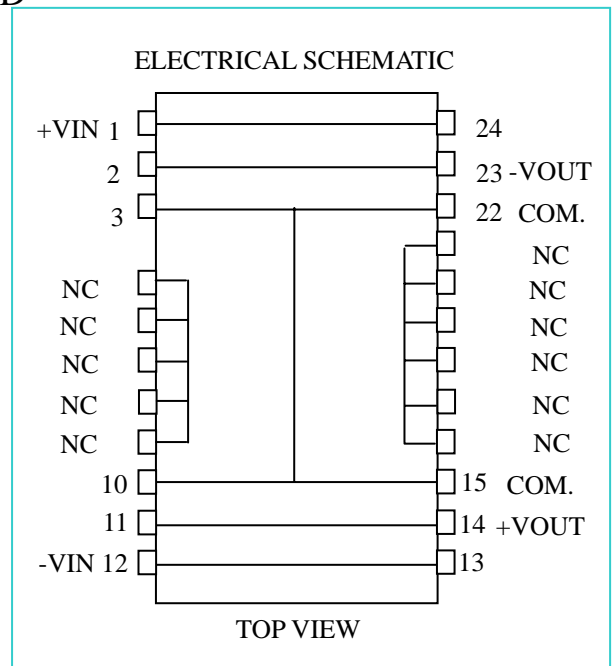 D
ELECTRICAL SCHEMATIC
+VIN 1 24
2 23 -VOUT
3 22 COM.
NC
NC NC
NC NC
NC NC
NC NC
NC NC
10 15 COM.
11 14 +VOUT
-VIN 12 13
TOP VIEW